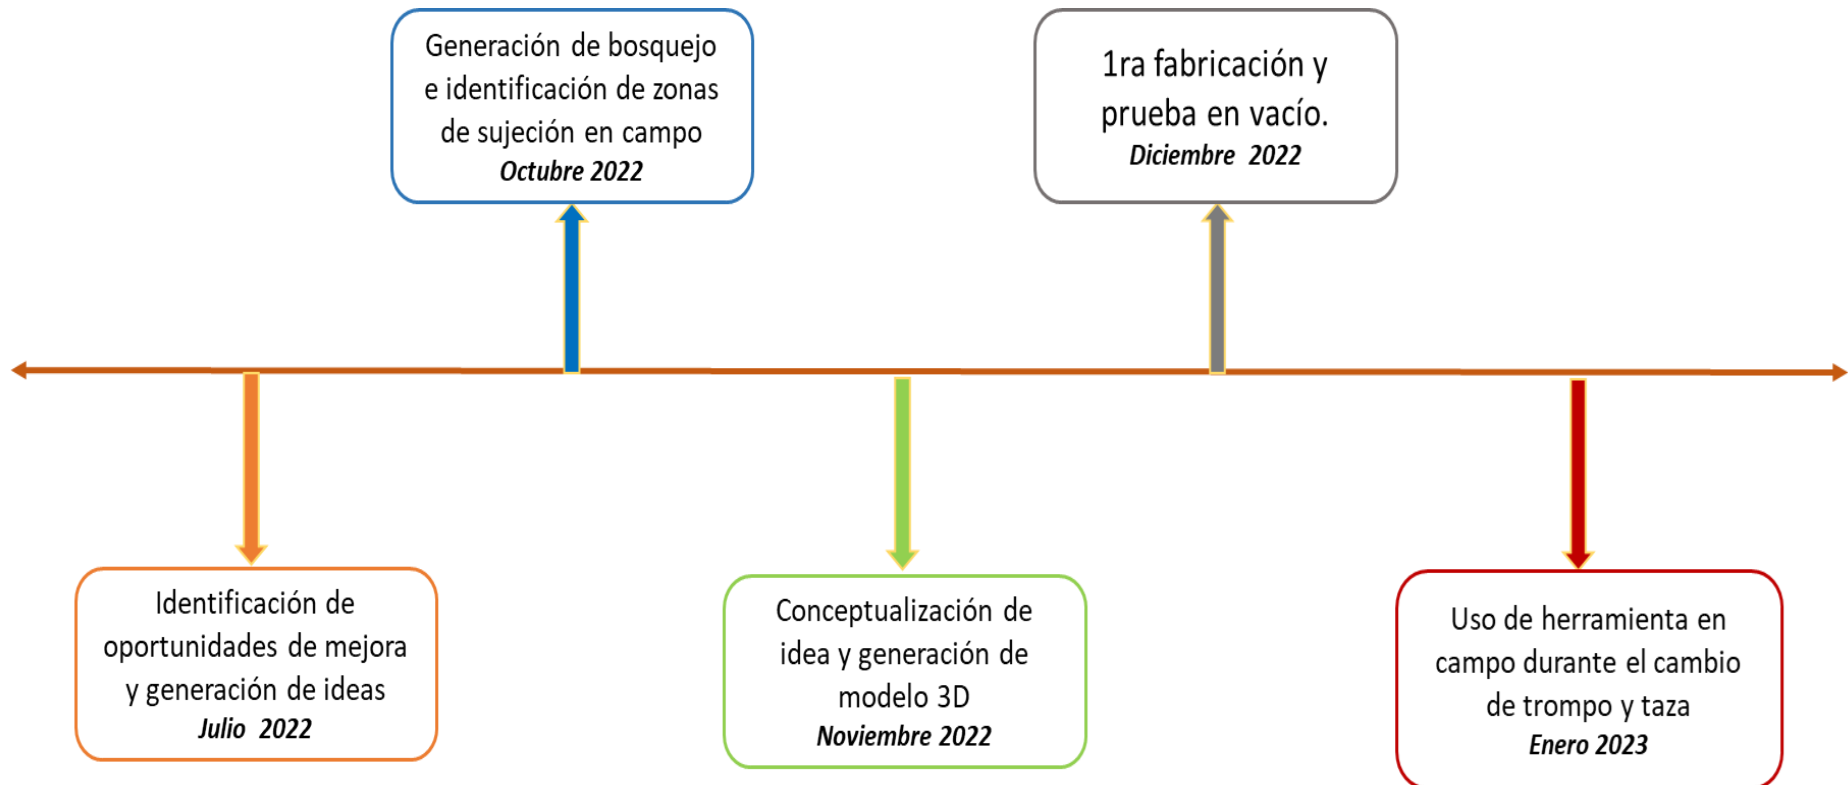 Generación de bosquejo
e identificación de zonas
de sujeción en campo
Octubre 2022
1ra fabricación y
prueba en vacío.
Diciembre 2022
Identificación de
oportunidades de mejora
y generación de ideas
Julio 2022
Conceptualización de
idea y generación de
modelo 3D
Noviembre 2022
Uso de herramienta en
campo durante el cambio
de trompo y taza
Enero 2023